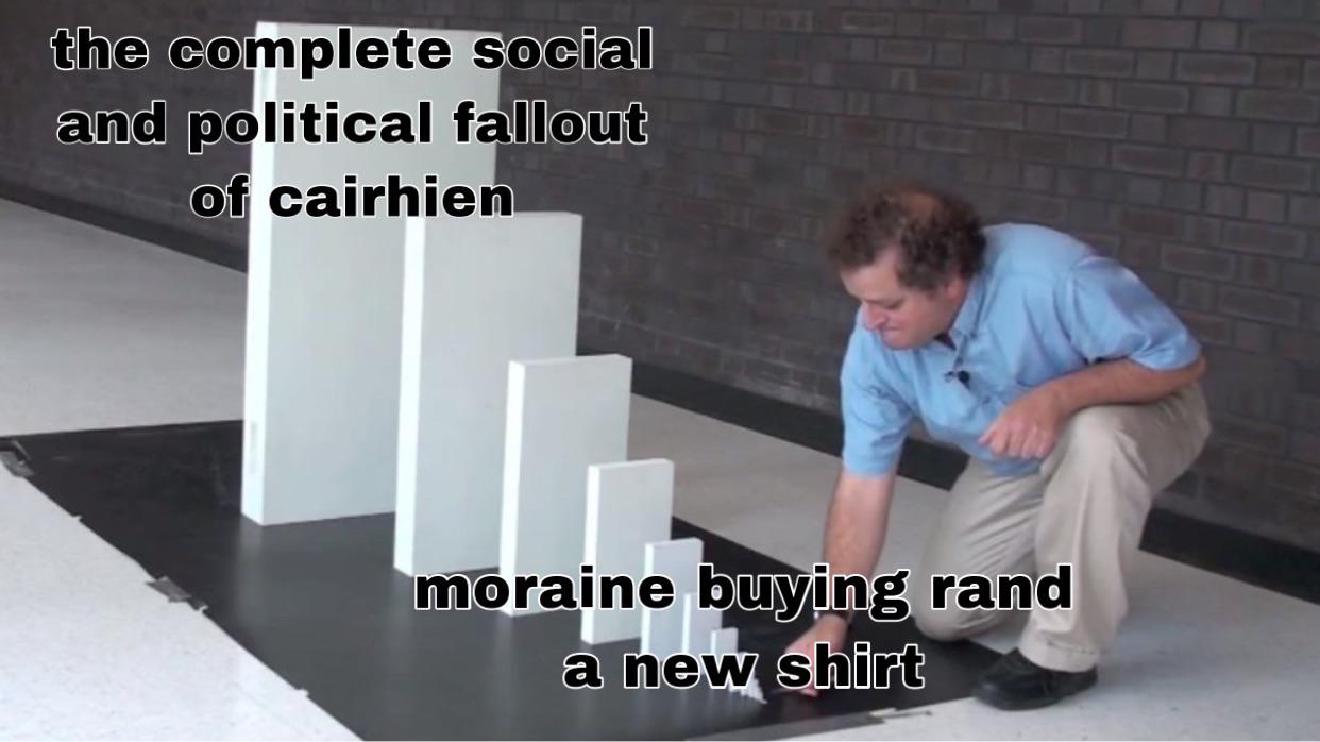 the complete social
and political fallout
of cairhien
moraine buying rand
a new shirt